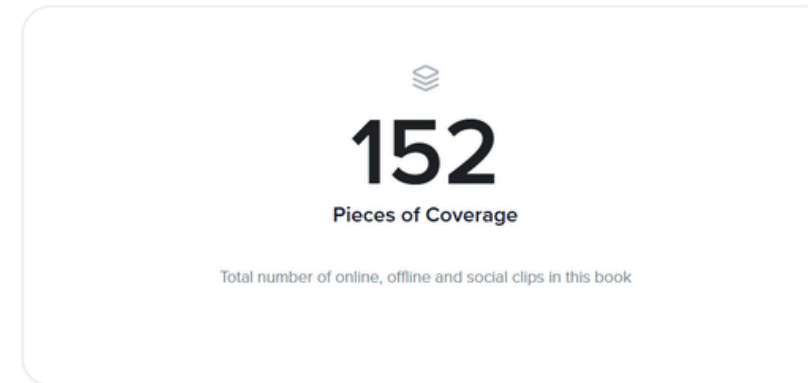 152
Pieces of Coverage
Total number of online, offline and social clips in this book